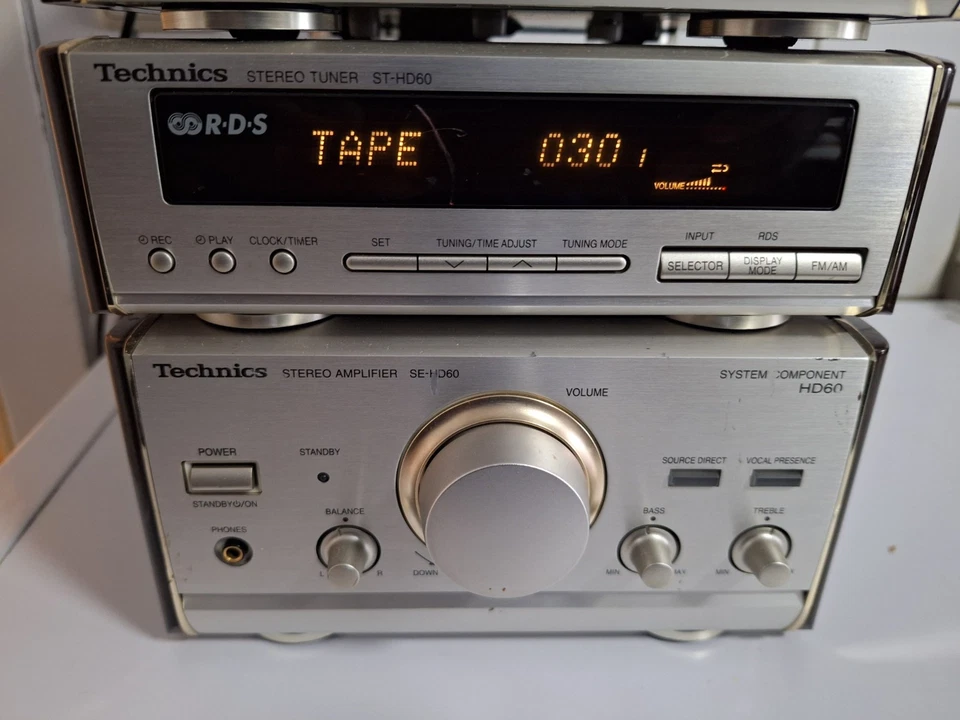 Technics STEREO TUNER ST-HD60
R·D·S
TAPE 0301
VOLUME
REC PLAY CLOCK/TIMER SET TUNING/TIME ADJUST TUNING MODE
INPUT RDS
SELECTOR DISPLAY MODE FM/AM
Technics STEREO AMPLIFIER SE-HD60
SYSTEM COMPONENT
HD60
VOLUME
POWER
STANDBY
STANDBY⏻/ON
SOURCE DIRECT VOCAL PRESENCE
PHONES
BALANCE
L R
DOWN
BASS
MIN MAX
TREBLE
MIN